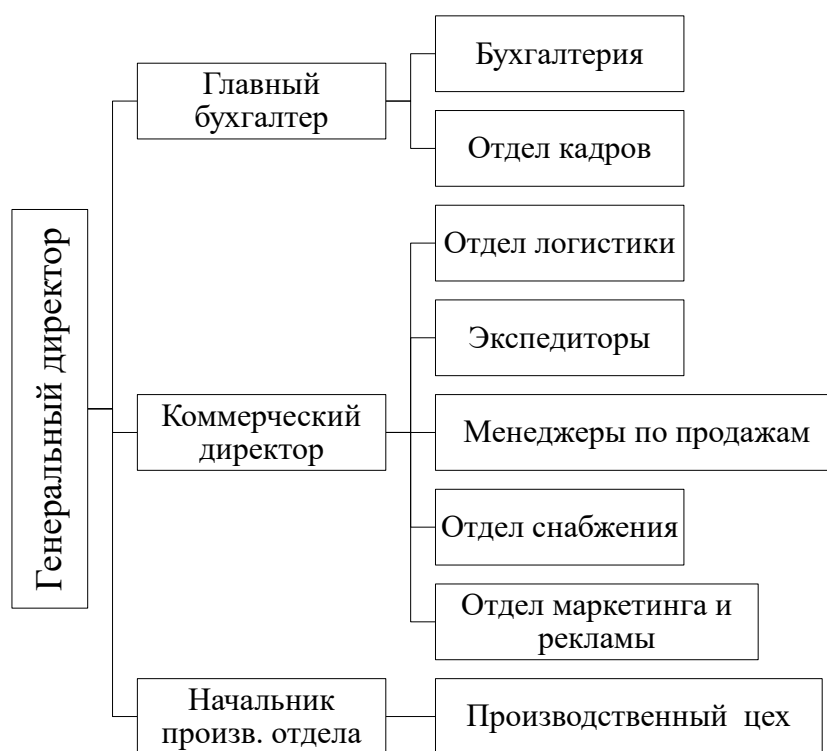 Генеральный директор
Главный
бухгалтер
Бухгалтерия
Отдел кадров
Коммерческий
директор
Отдел логистики
Экспедиторы
Менеджеры по продажам
Отдел снабжения
Отдел маркетинга и
рекламы
Начальник
произв. отдела
Производственный цех